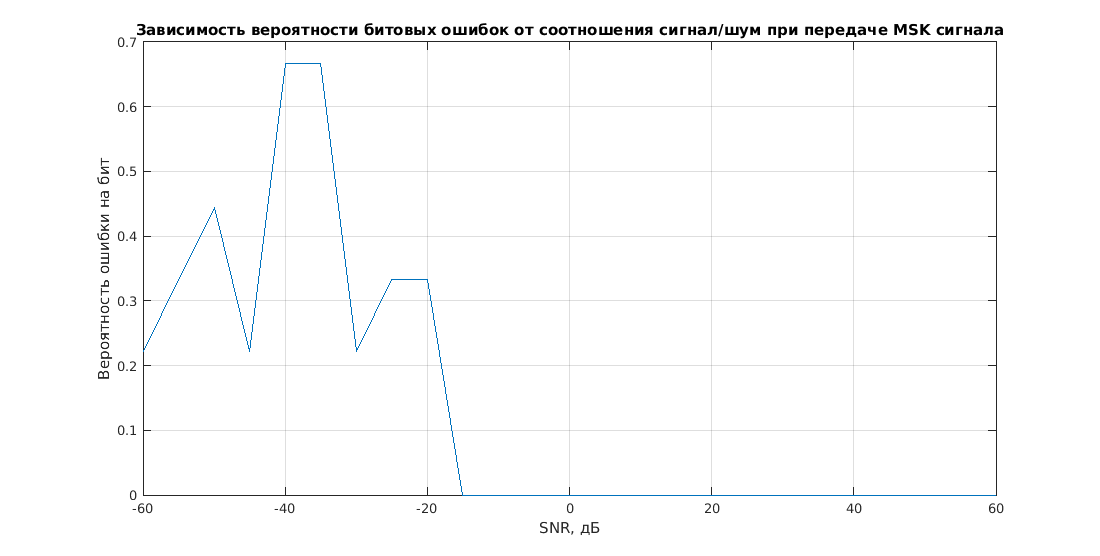 Зависимость вероятности битовых ошибок от соотношения сигнал/шум при передаче MSK сигнала
0.7
0.6
0.5
0.4
0.3
0.2
0.1
0
Вероятность ошибки на бит
-60 -40 -20 0 20 40 60
SNR, дБ